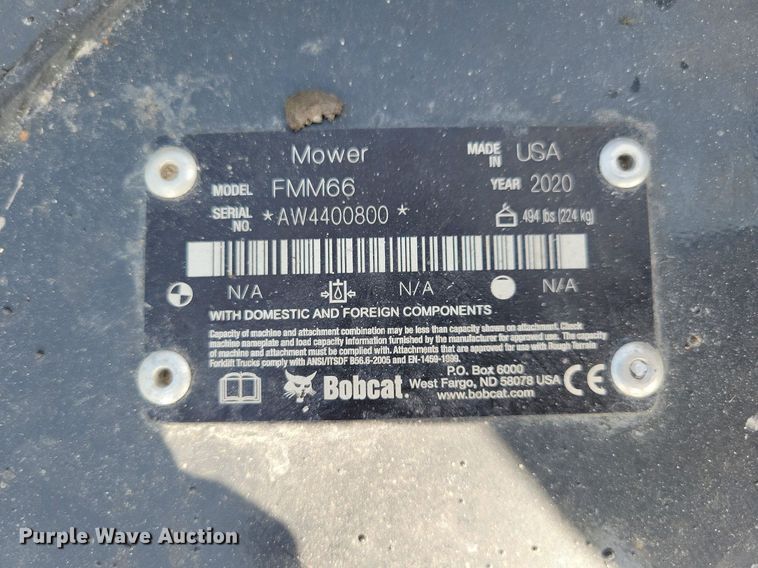 Mower MADE IN USA
MODEL FMM66 YEAR 2020
SERIAL NO. *AW4400800* 494 lbs (224 kg)
N/A N/A N/A
WITH DOMESTIC AND FOREIGN COMPONENTS
Capacity of machine and attachment combination may be less than capacity shown on attachment. Check
machine nameplate and load capacity information furnished by the manufacturer for approved use. The capacity
of machine and attachment must be complied with. Attachments that are approved for use with Rough Terrain
Forklift Trucks comply with ANSI/ITSDF B56.6-2005 and EN-1459-1998.
Bobcat.
P.O. Box 6000
West Fargo, ND 58078 USA
www.bobcat.com
CE
Purple Wave Auction